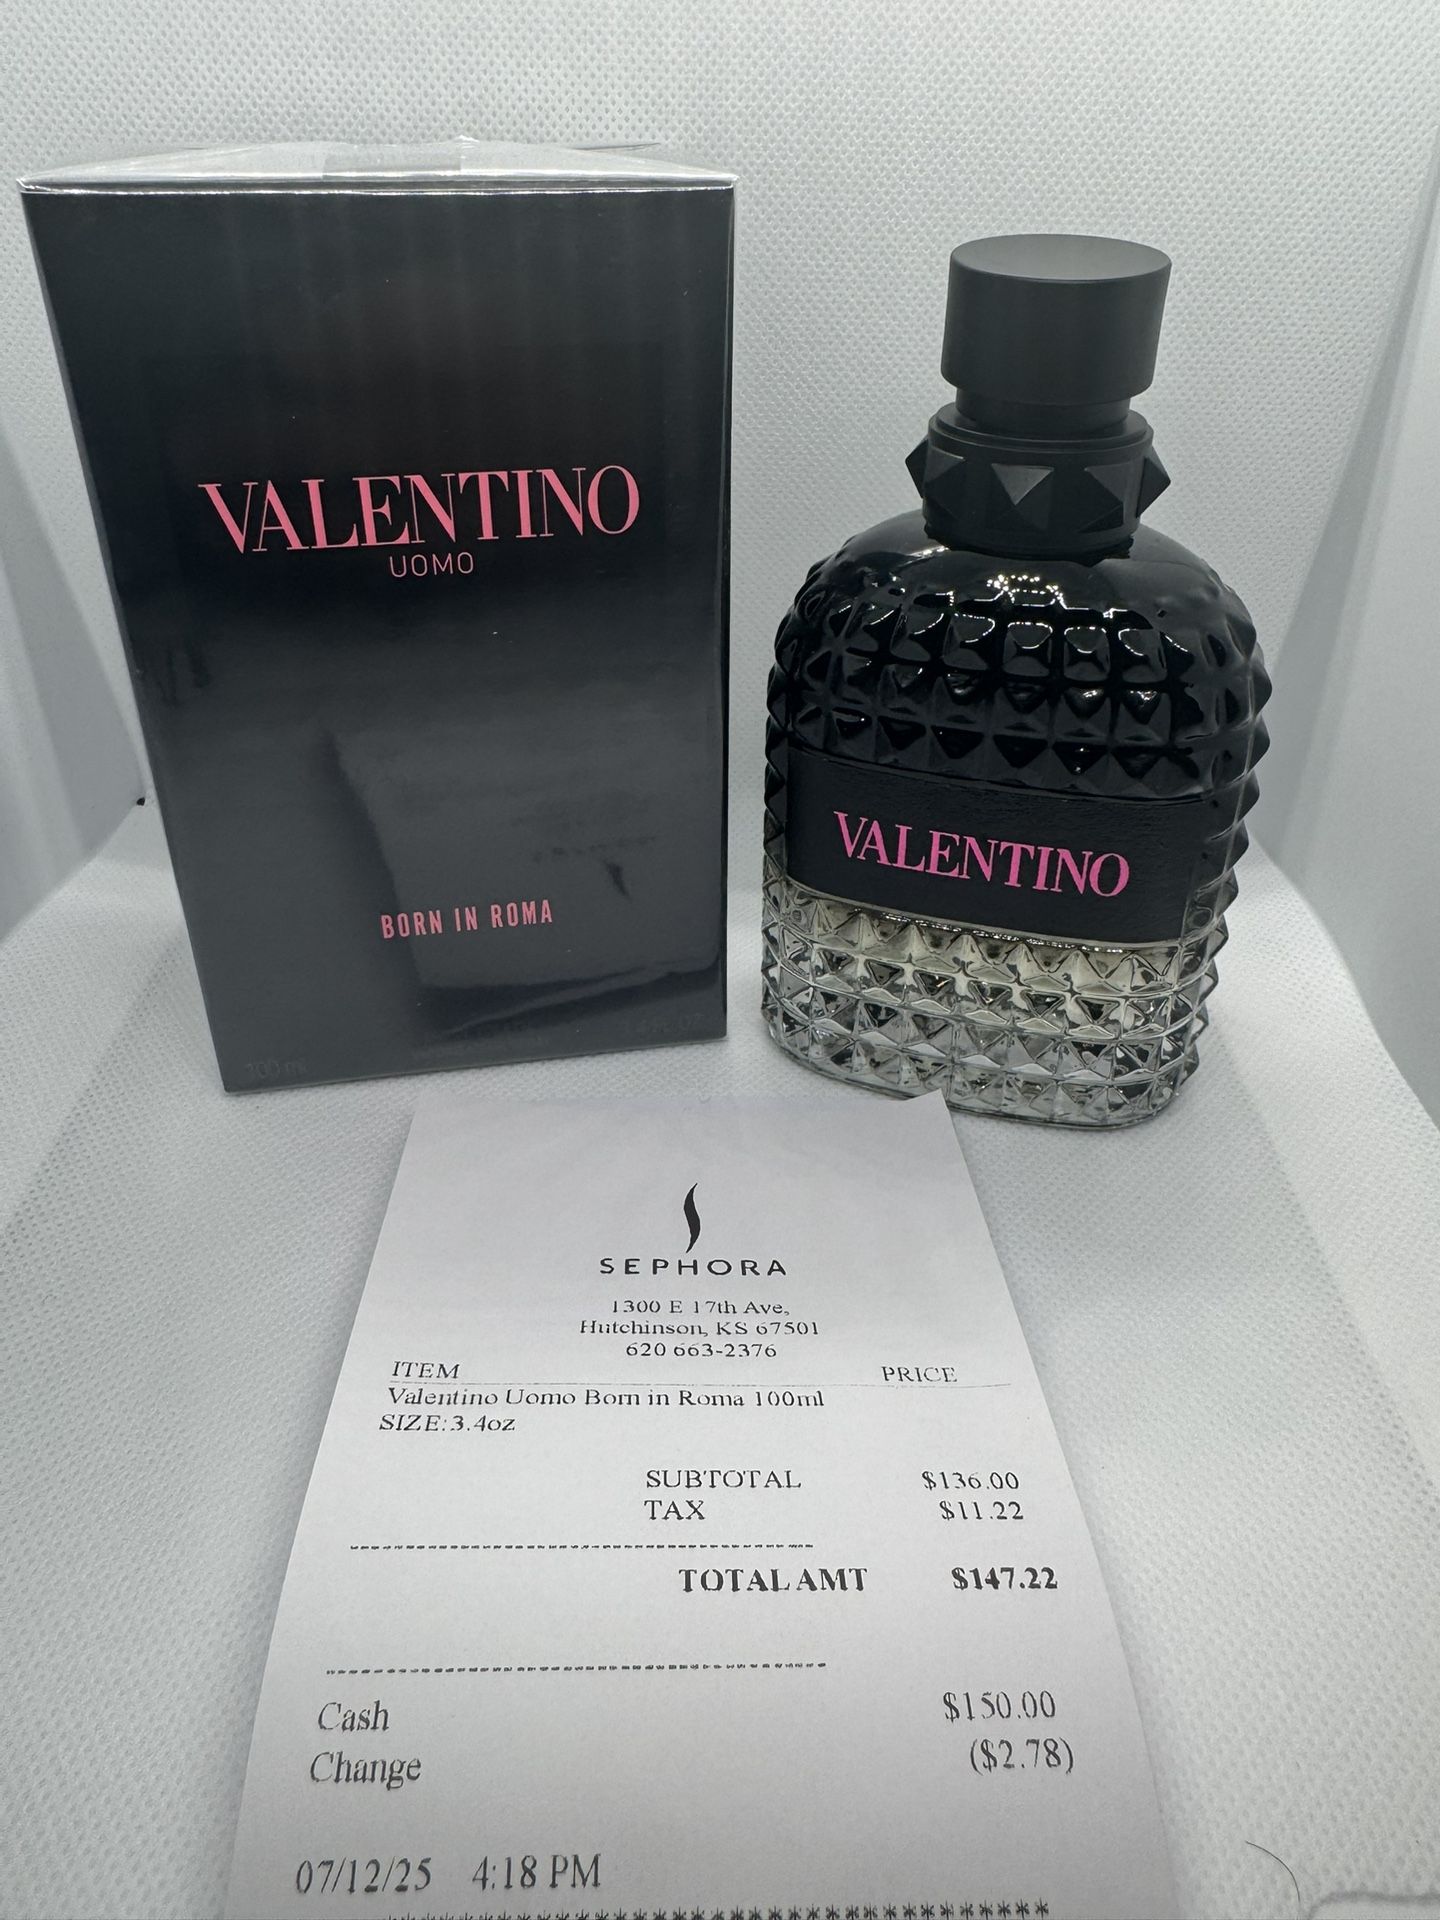 VALENTINO
UOMO
BORN IN ROMA
100 ml
VALENTINO
SEPHORA
1300 E 17th Ave,
Hutchinson, KS 67501
620 663-2376
ITEM PRICE
Valentino Uomo Born in Roma 100ml
SIZE:3.4oz
SUBTOTAL $136.00
TAX $11.22
TOTAL AMT $147.22
Cash $150.00
Change ($2.78)
07/12/25 4:18 PM